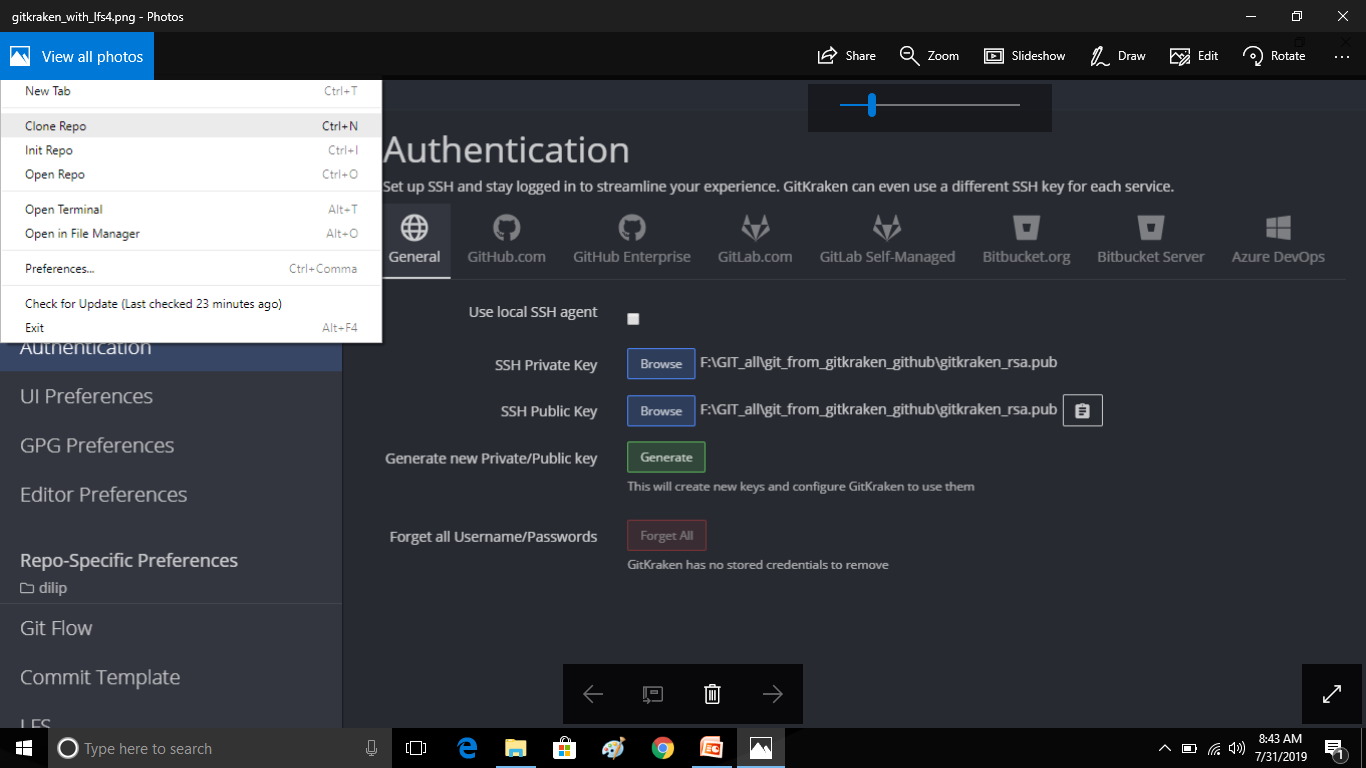 gitkraken_with_lfs4.png - Photos
View all photos
Share
Zoom
Slideshow
Draw
Edit
Rotate
New Tab Ctrl+T
Clone Repo Ctrl+N
Init Repo Ctrl+I
Open Repo Ctrl+O
Open Terminal Alt+T
Open in File Manager Alt+O
Preferences... Ctrl+Comma
Check for Update (Last checked 23 minutes ago)
Exit Alt+F4
Authentication
UI Preferences
GPG Preferences
Editor Preferences
Repo-Specific Preferences
dilip
Git Flow
Commit Template
LFS
Authentication
Set up SSH and stay logged in to streamline your experience. GitKraken can even use a different SSH key for each service.
General
GitHub.com
GitHub Enterprise
GitLab.com
GitLab Self-Managed
Bitbucket.org
Bitbucket Server
Azure DevOps
Use local SSH agent
SSH Private Key Browse F:\GIT_all\git_from_gitkraken_github\gitkraken_rsa.pub
SSH Public Key Browse F:\GIT_all\git_from_gitkraken_github\gitkraken_rsa.pub
Generate new Private/Public key Generate
This will create new keys and configure GitKraken to use them
Forget all Username/Passwords Forget All
GitKraken has no stored credentials to remove
Type here to search
EC
8:43 AM
7/31/2019
1